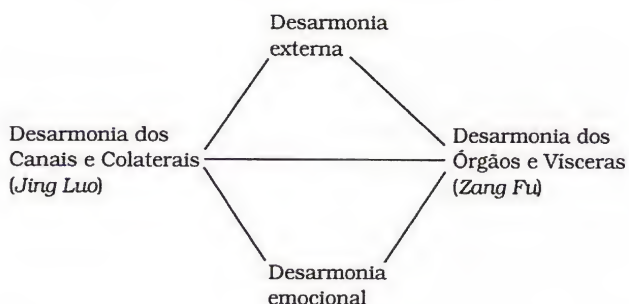 Desarmonia
externa
Desarmonia dos
Canais e Colaterais
(Jing Luo)
Desarmonia dos
Órgãos e Vísceras
(Zang Fu)
Desarmonia
emocional